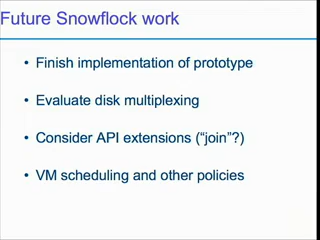 Future Snowflock work
• Finish implementation of prototype
• Evaluate disk multiplexing
• Consider API extensions (“join”?)
• VM scheduling and other policies